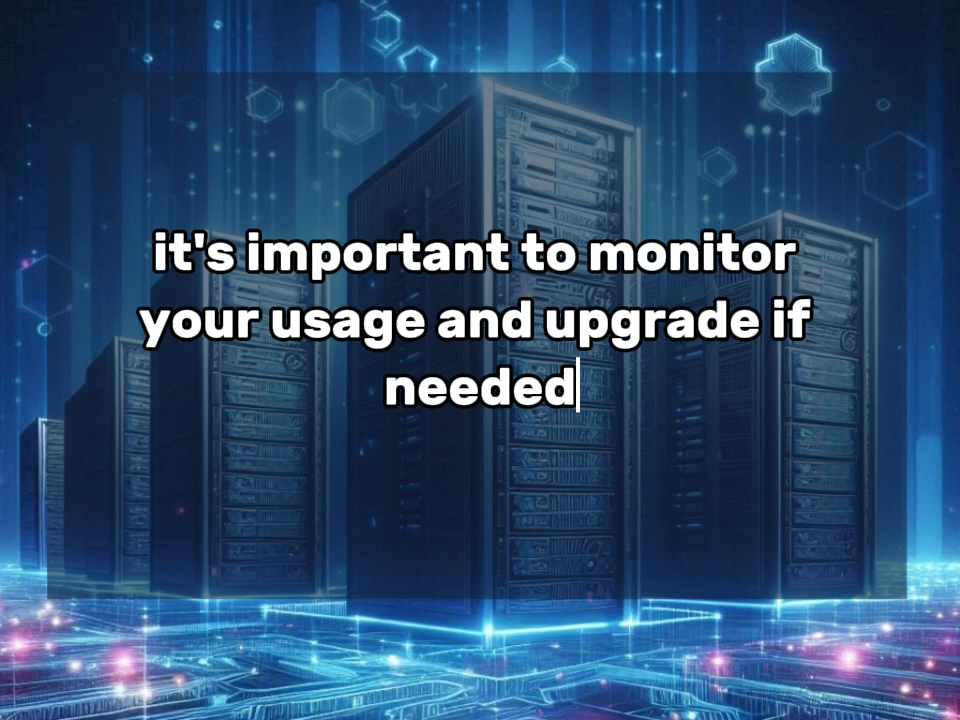 it's important to monitor
your usage and upgrade if
needed